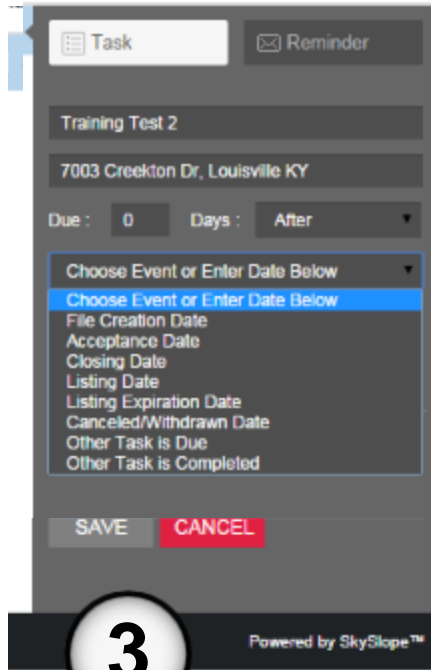 Task Reminder
Training Test 2
7003 Creekton Dr, Louisville KY
Due : 0 Days : After
Choose Event or Enter Date Below
Choose Event or Enter Date Below
File Creation Date
Acceptance Date
Closing Date
Listing Date
Listing Expiration Date
Canceled/Withdrawn Date
Other Task is Due
Other Task is Completed
SAVE CANCEL
3 Powered by SkySlope™